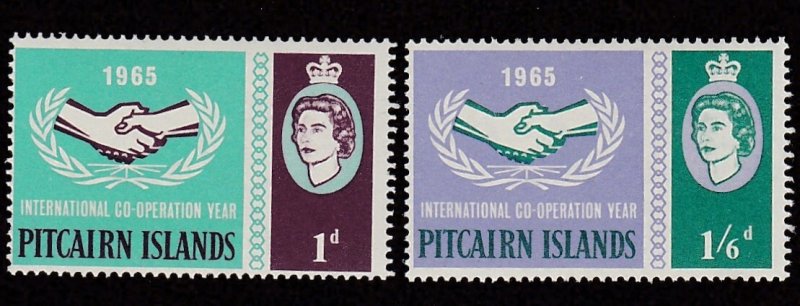 1965
INTERNATIONAL CO-OPERATION YEAR
PITCAIRN ISLANDS
1d
1965
INTERNATIONAL CO-OPERATION YEAR
PITCAIRN ISLANDS
1/6d